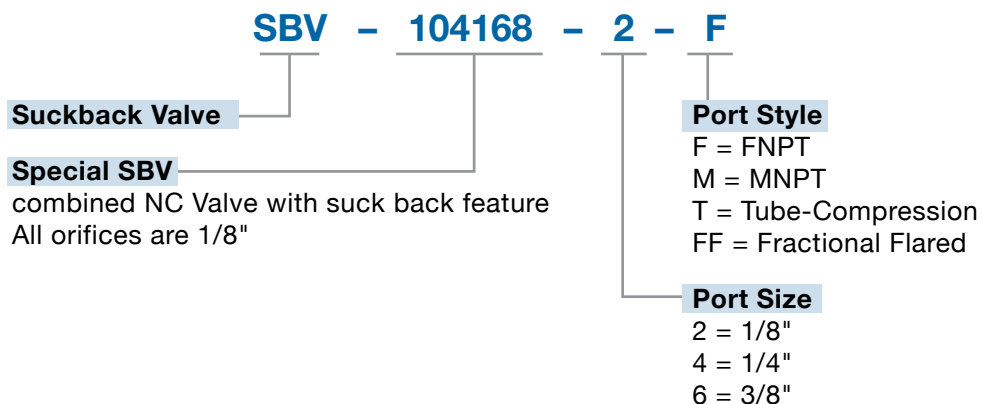 SBV – 104168 – 2 – F
Suckback Valve
Special SBV
combined NC Valve with suck back feature
All orifices are 1/8"
Port Style
F = FNPT
M = MNPT
T = Tube-Compression
FF = Fractional Flared
Port Size
2 = 1/8"
4 = 1/4"
6 = 3/8"